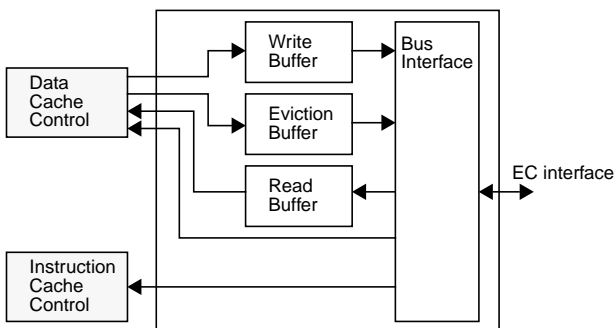 Write
Buffer
Bus
Interface
Data
Cache
Control
Eviction
Buffer
Read
Buffer
EC interface
Instruction
Cache
Control